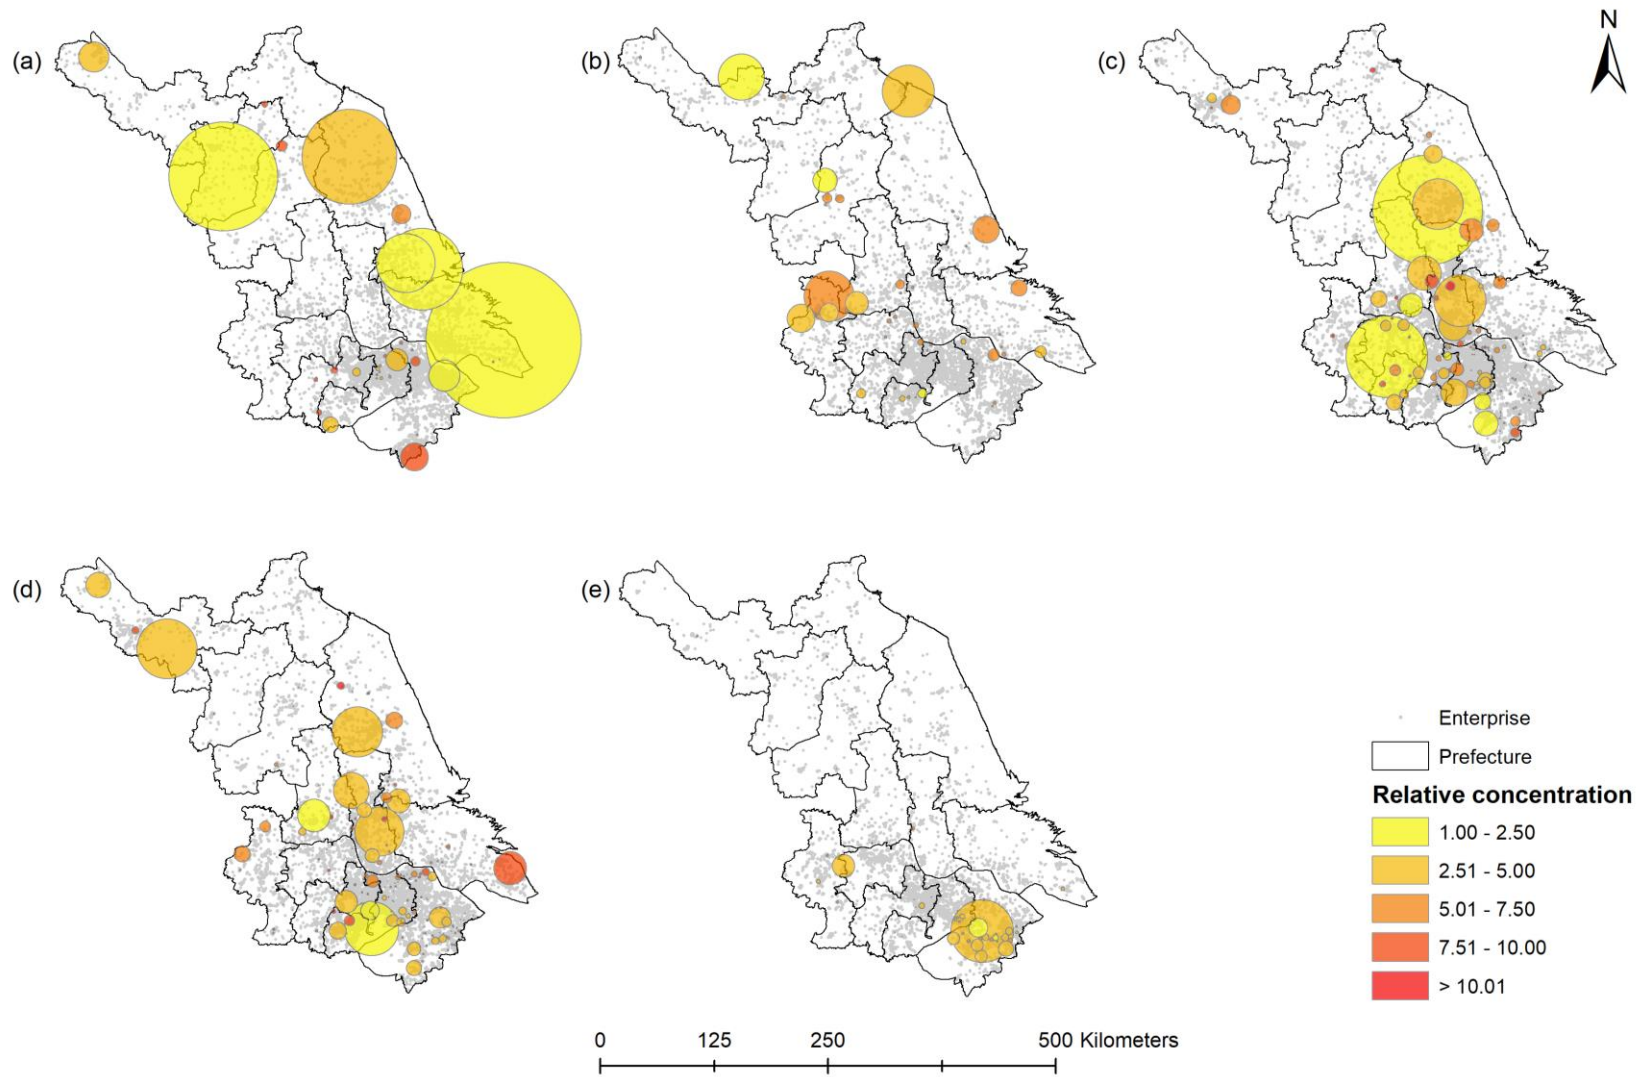 N
(a)
(b)
(c)
(d)
(e)
Enterprise
Prefecture
Relative concentration
1.00 - 2.50
2.51 - 5.00
5.01 - 7.50
7.51 - 10.00
> 10.01
0 125 250 500 Kilometers